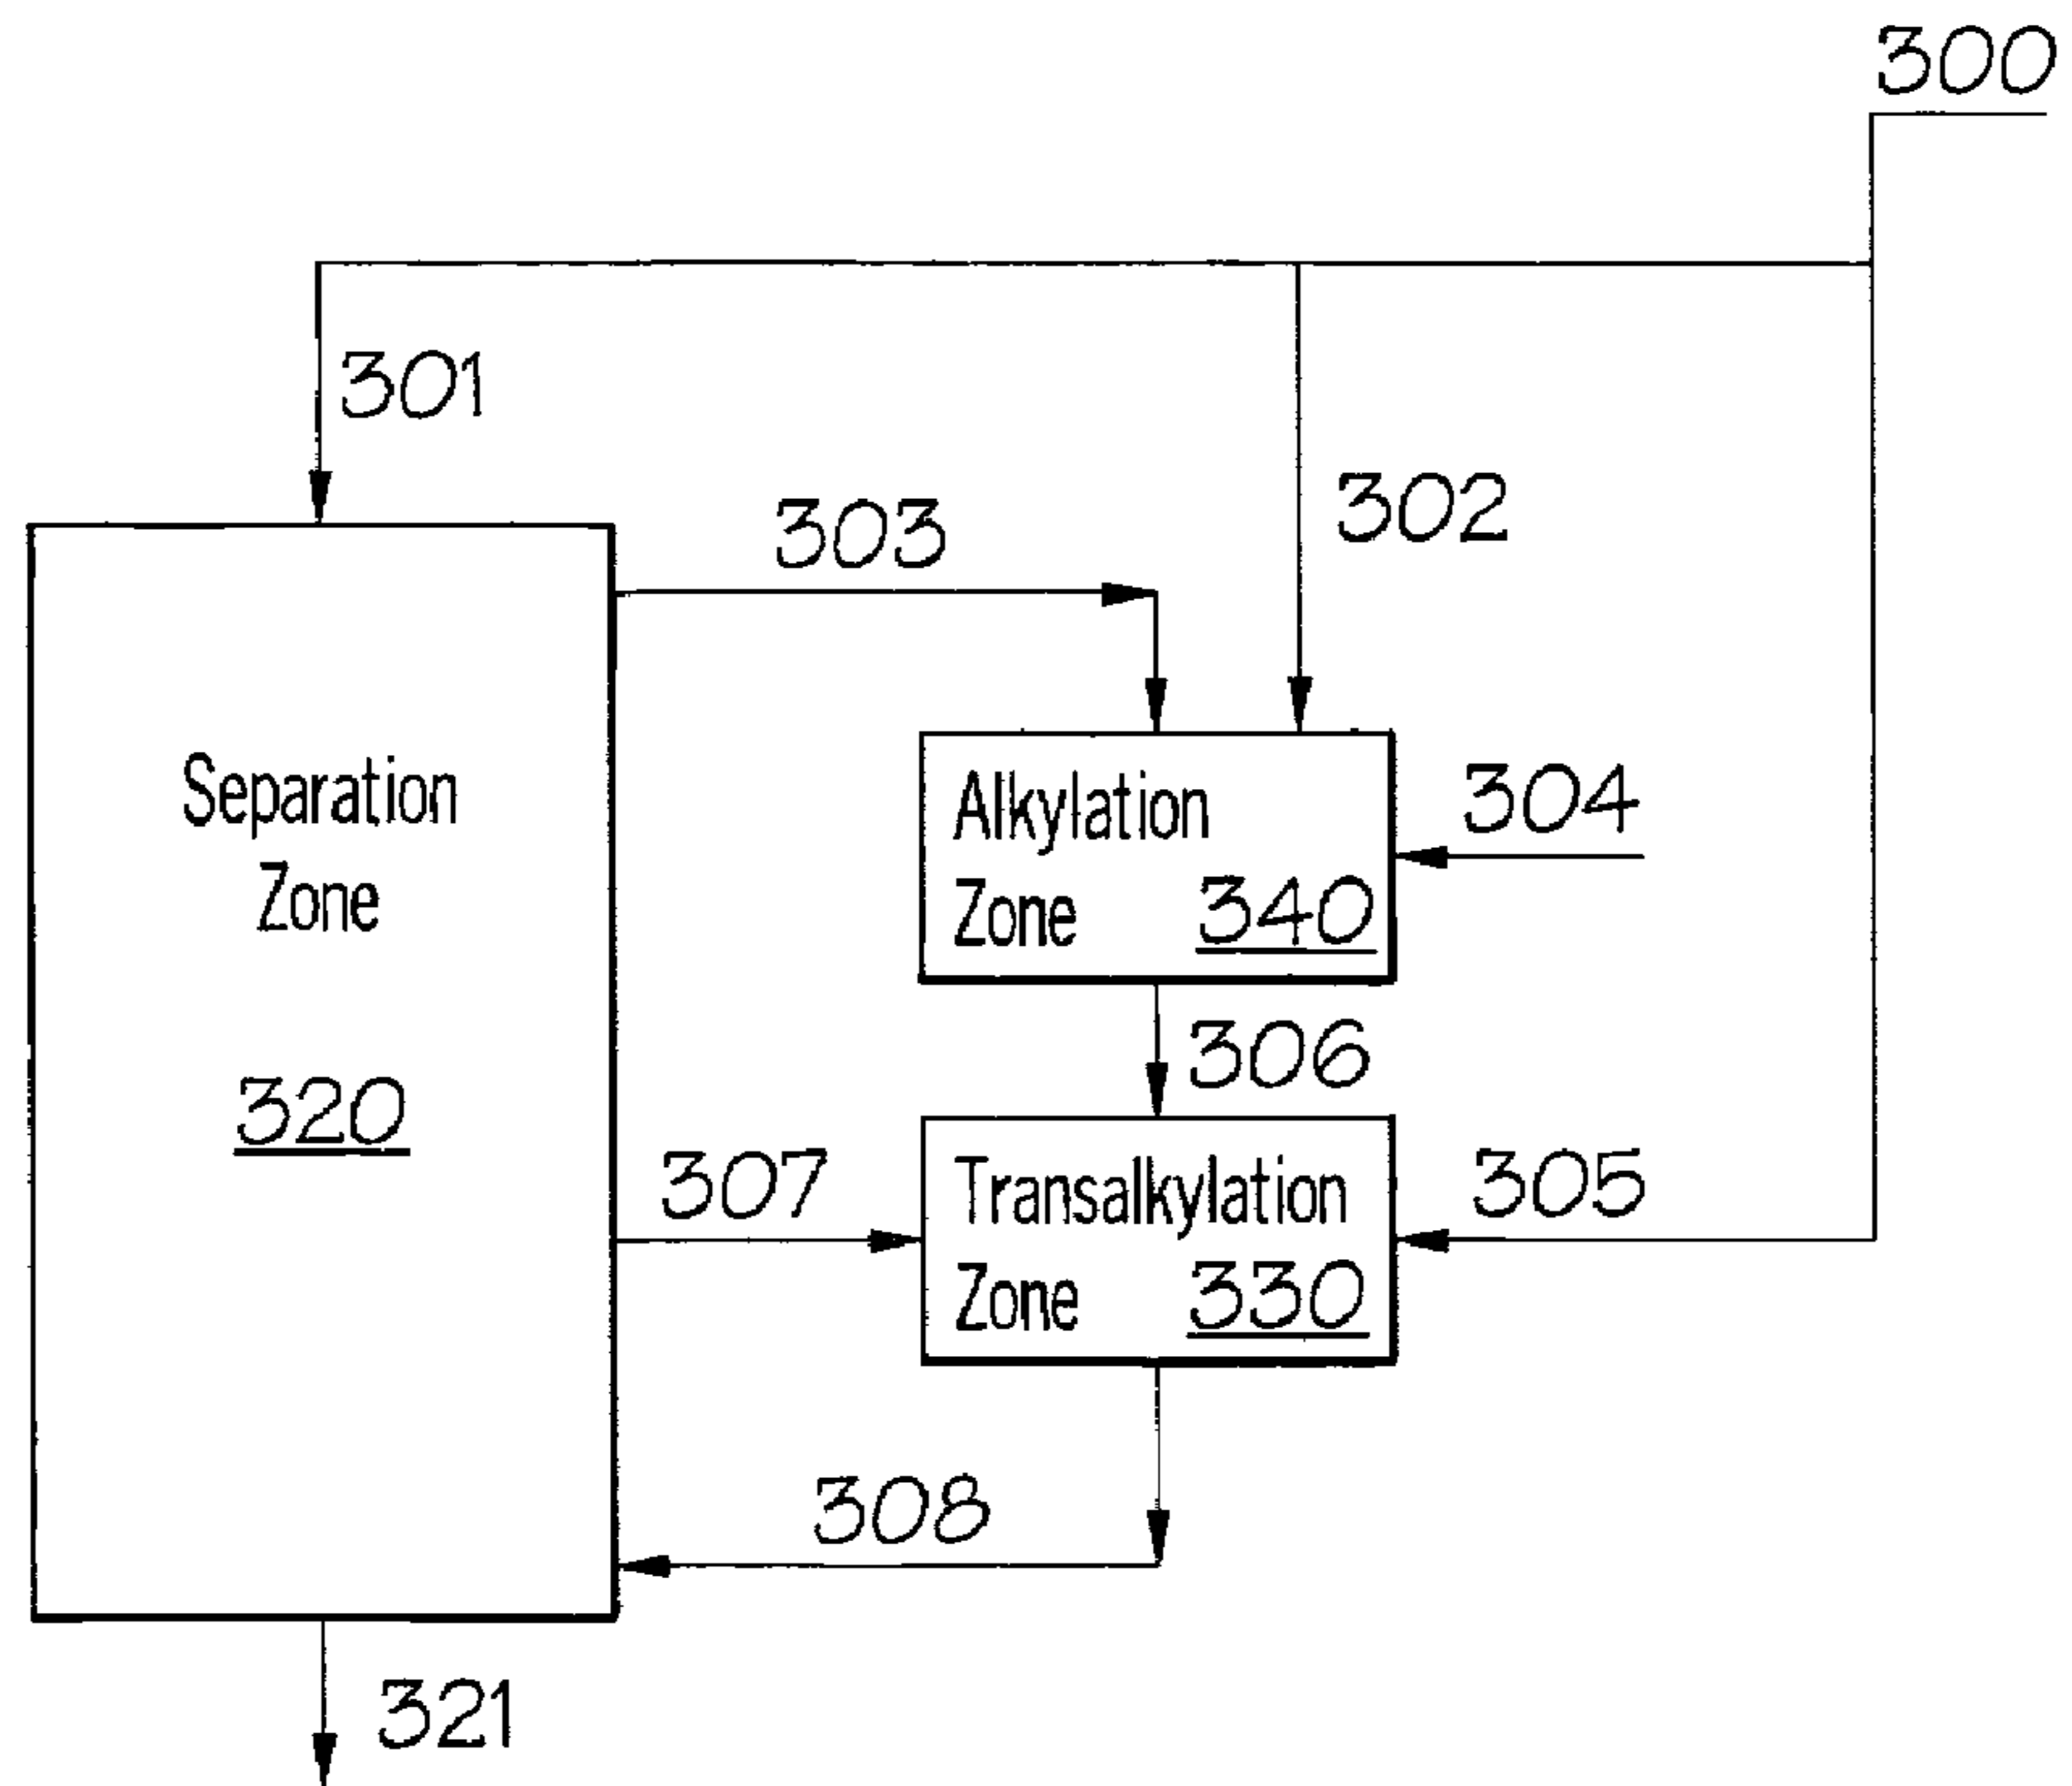 300
301
302
303
Separation
Zone
320
Alkylation
Zone 340
304
306
307
Transalkylation
Zone 330
305
308
321